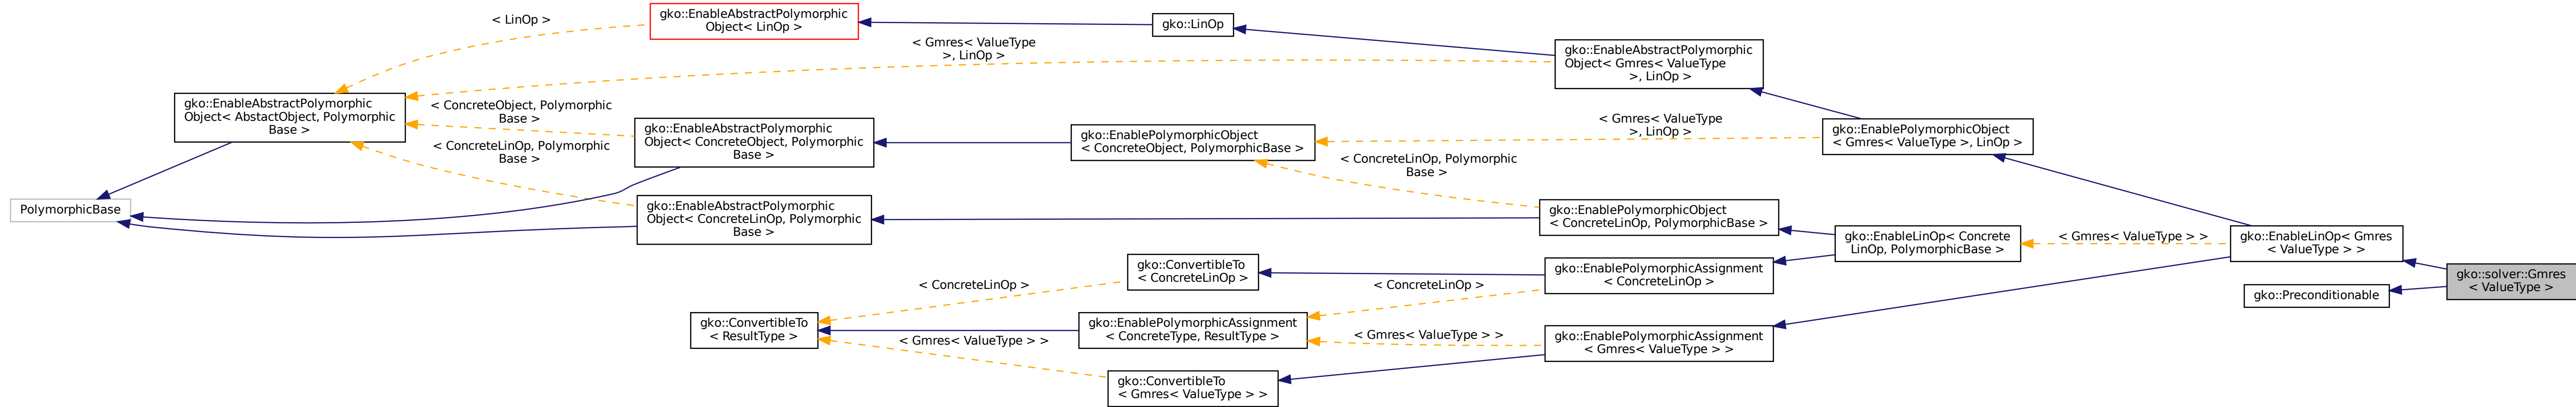 gko::EnableAbstractPolymorphic
Object< LinOp >
< LinOp >
gko::LinOp
< Gmres< ValueType
>, LinOp >
gko::EnableAbstractPolymorphic
Object< Gmres< ValueType
>, LinOp >
gko::EnableAbstractPolymorphic
Object< AbstactObject, Polymorphic
Base >
< ConcreteObject, Polymorphic
Base >
gko::EnableAbstractPolymorphic
Object< ConcreteObject, Polymorphic
Base >
gko::EnablePolymorphicObject
< ConcreteObject, PolymorphicBase >
< Gmres< ValueType
>, LinOp >
gko::EnablePolymorphicObject
< Gmres< ValueType >, LinOp >
< ConcreteLinOp, Polymorphic
Base >
< ConcreteLinOp, Polymorphic
Base >
PolymorphicBase
gko::EnableAbstractPolymorphic
Object< ConcreteLinOp, Polymorphic
Base >
gko::EnablePolymorphicObject
< ConcreteLinOp, PolymorphicBase >
gko::EnableLinOp< Concrete
LinOp, PolymorphicBase >
< Gmres< ValueType > >
gko::EnableLinOp< Gmres
< ValueType > >
gko::ConvertibleTo
< ConcreteLinOp >
gko::EnablePolymorphicAssignment
< ConcreteLinOp >
gko::solver::Gmres
< ValueType >
< ConcreteLinOp >
< ConcreteLinOp >
gko::Preconditionable
gko::ConvertibleTo
< ResultType >
gko::EnablePolymorphicAssignment
< ConcreteType, ResultType >
< Gmres< ValueType > >
< Gmres< ValueType > >
gko::EnablePolymorphicAssignment
< Gmres< ValueType > >
gko::ConvertibleTo
< Gmres< ValueType > >